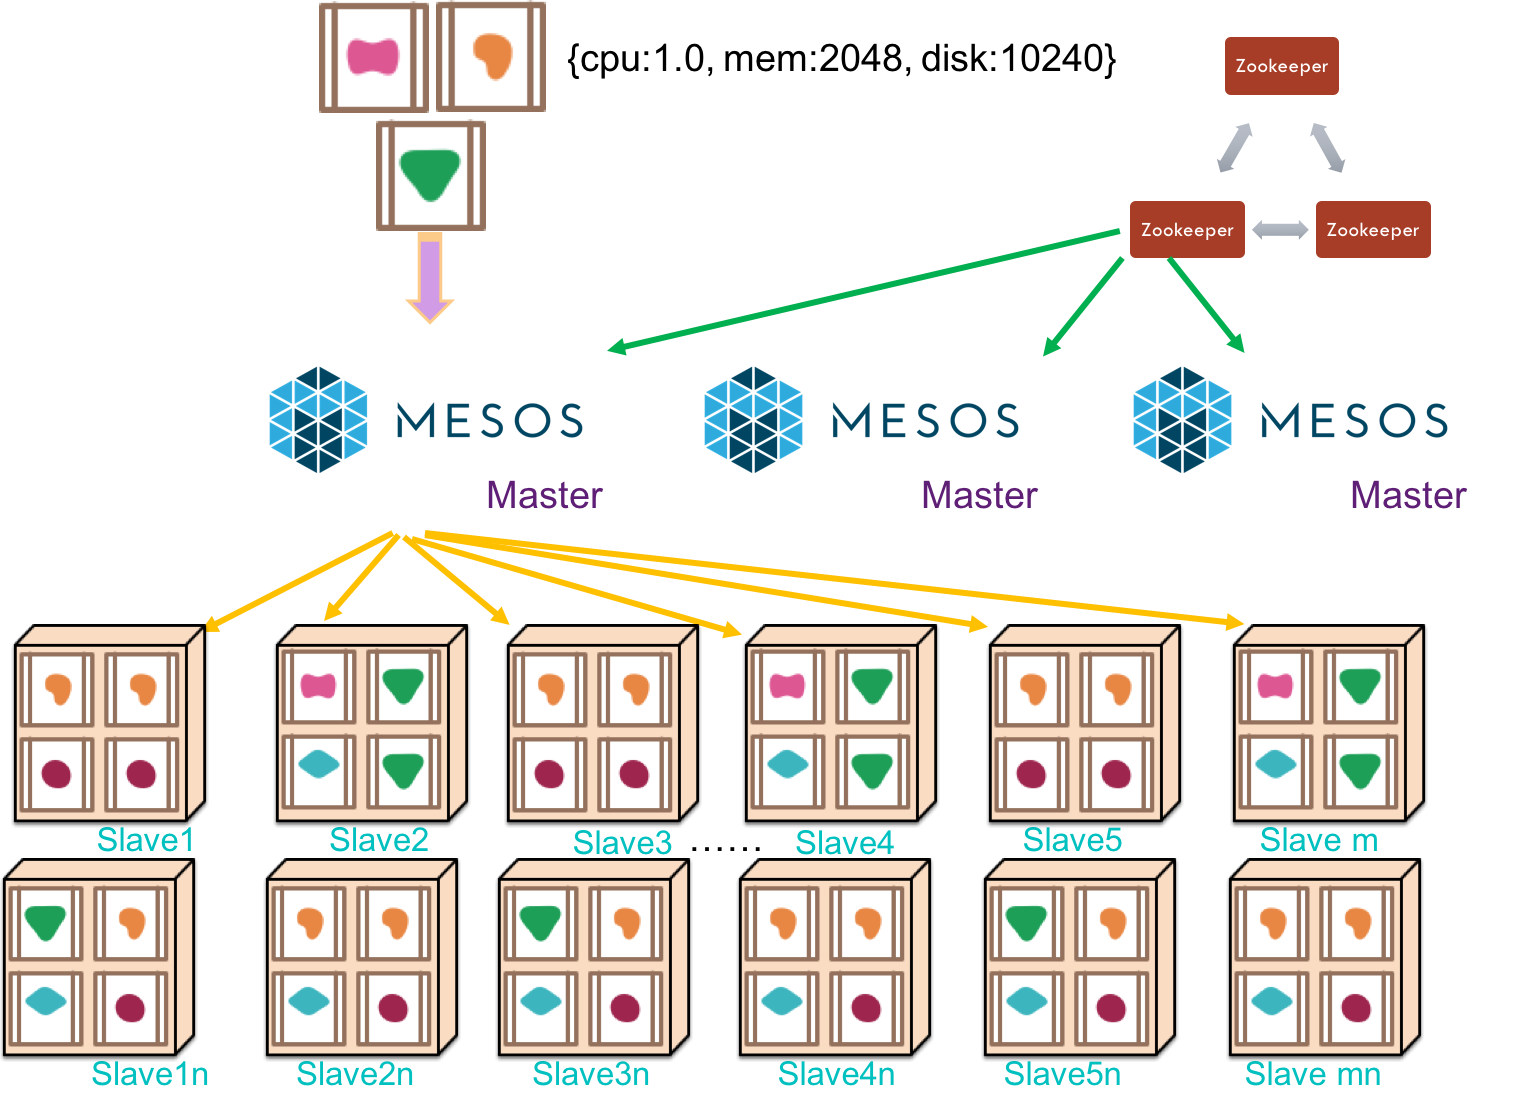 {cpu:1.0, mem:2048, disk:10240}
Zookeeper
Zookeeper
Zookeeper
MESOS
MESOS
MESOS
Master
Master
Master
Slave1
Slave2
Slave3
......
Slave4
Slave5
Slave m
Slave1n
Slave2n
Slave3n
Slave4n
Slave5n
Slave mn